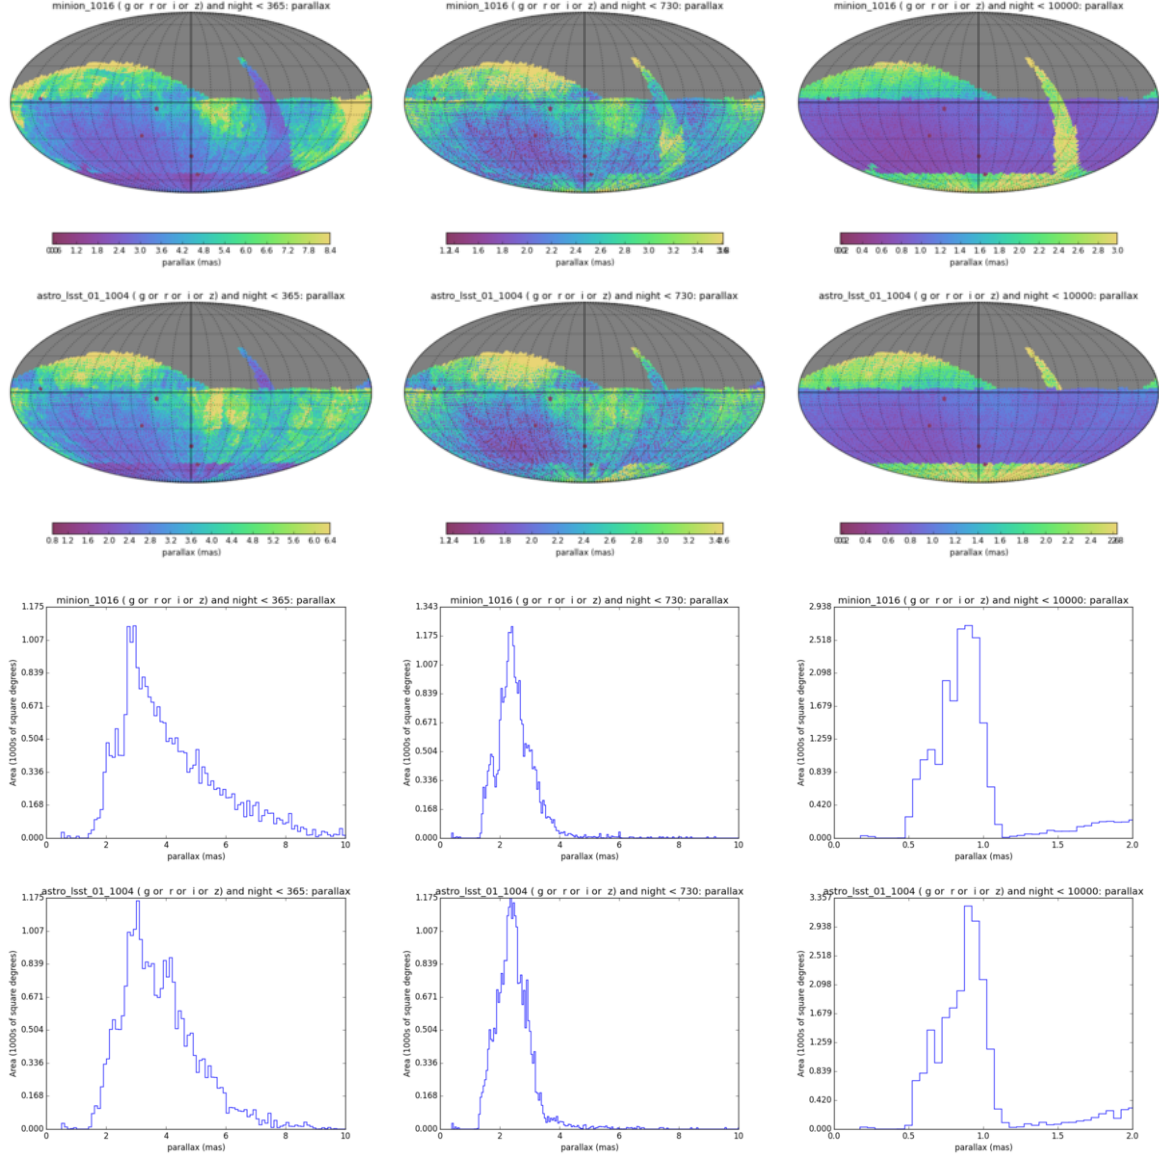 minion_1016 ( g or r or i or z) and night < 365: parallax
minion_1016 ( g or r or i or z) and night < 730: parallax
minion_1016 ( g or r or i or z) and night < 10000: parallax
1.2 1.8 2.4 3.0 3.6 4.2 4.8 5.4 6.0 6.6 7.2 7.8 8.4
parallax (mas)
1.6 1.8 2.0 2.2 2.4 2.6 2.8 3.0 3.2 3.4
parallax (mas)
0.4 0.6 0.8 1.0 1.2 1.4 1.6 1.8 2.0 2.2 2.4 2.6 2.8 3.0
parallax (mas)
astro_lsst_01_1004 ( g or r or i or z) and night < 365: parallax
astro_lsst_01_1004 ( g or r or i or z) and night < 730: parallax
astro_lsst_01_1004 ( g or r or i or z) and night < 10000: parallax
0.8 1.2 1.6 2.0 2.4 2.8 3.2 3.6 4.0 4.4 4.8 5.2 5.6 6.0 6.4
parallax (mas)
1.6 1.8 2.0 2.2 2.4 2.6 2.8 3.0 3.2
parallax (mas)
0.4 0.6 0.8 1.0 1.2 1.4 1.6 1.8 2.0 2.2 2.4
parallax (mas)
minion_1016 ( g or r or i or z) and night < 365: parallax
1.175
1.007
0.839
0.671
0.504
0.336
0.168
0.000
Area (1000s of square degrees)
0 2 4 6 8 10
parallax (mas)
minion_1016 ( g or r or i or z) and night < 730: parallax
1.343
1.175
1.007
0.839
0.671
0.504
0.336
0.168
0.000
Area (1000s of square degrees)
0 2 4 6 8 10
parallax (mas)
minion_1016 ( g or r or i or z) and night < 10000: parallax
2.938
2.518
2.098
1.679
1.259
0.839
0.420
0.000
Area (1000s of square degrees)
0.0 0.5 1.0 1.5 2.0
parallax (mas)
astro_lsst_01_1004 ( g or r or i or z) and night < 365: parallax
1.175
1.007
0.839
0.671
0.504
0.336
0.168
0.000
Area (1000s of square degrees)
0 2 4 6 8 10
parallax (mas)
astro_lsst_01_1004 ( g or r or i or z) and night < 730: parallax
1.175
1.007
0.839
0.671
0.504
0.336
0.168
0.000
Area (1000s of square degrees)
0 2 4 6 8 10
parallax (mas)
astro_lsst_01_1004 ( g or r or i or z) and night < 10000: parallax
3.357
2.938
2.518
2.098
1.679
1.259
0.839
0.420
0.000
Area (1000s of square degrees)
0.0 0.5 1.0 1.5 2.0
parallax (mas)